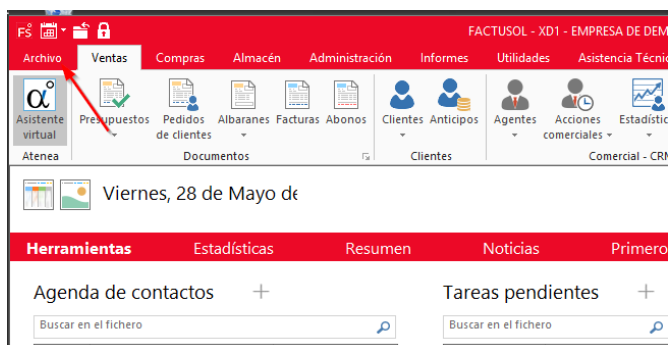 FS
FACTUSOL - XD1 - EMPRESA DE DEM
Archivo Ventas Compras Almacén Administración Informes Utilidades Asistencia Técnic
α°
Asistente virtual Presupuestos Pedidos de clientes Albaranes Facturas Abonos Clientes Anticipos Agentes Acciones comerciales Estadístic
Atenea Documentos Clientes Comercial - CRM
Viernes, 28 de Mayo de
Herramientas Estadísticas Resumen Noticias Primero
Agenda de contactos + Tareas pendientes +
Buscar en el fichero Buscar en el fichero